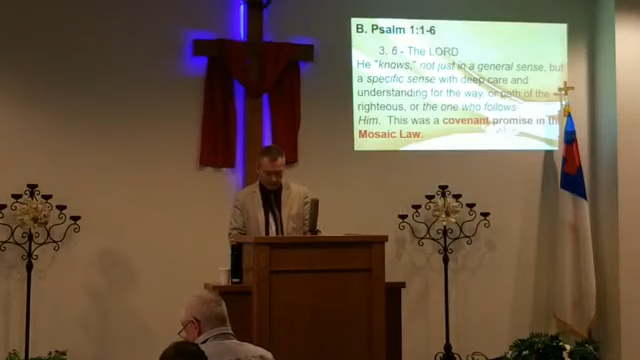 B. Psalm 1:1-6
3. 6 - The LORD
He "knows," not just in a general sense, but
a specific sense with deep care and
understanding for the way, or path of the
righteous, or the one who follows
Him. This was a covenant promise in th
Mosaic Law.